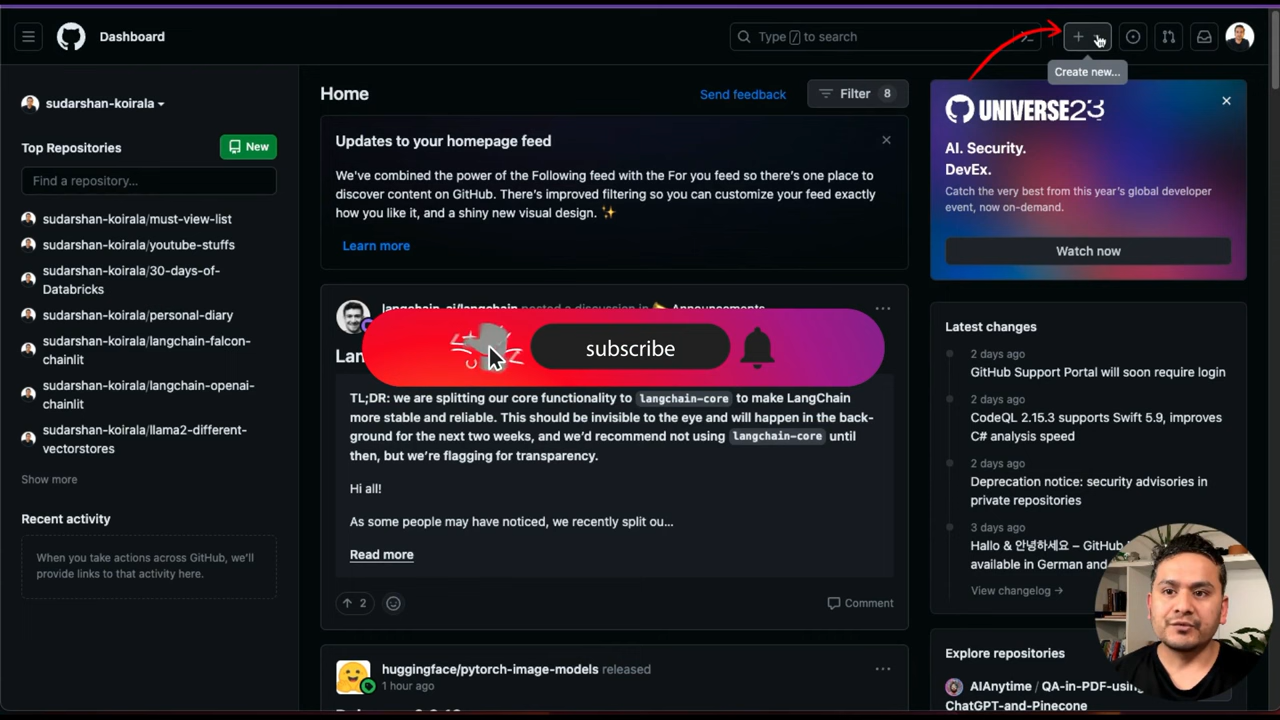 Dashboard
Type / to search
Create new...
sudarshan-koirala
Top Repositories
New
Find a repository...
sudarshan-koirala/must-view-list
sudarshan-koirala/youtube-stuffs
sudarshan-koirala/30-days-of-
Databricks
sudarshan-koirala/personal-diary
sudarshan-koirala/langchain-falcon-
chainlit
sudarshan-koirala/langchain-openai-
chainlit
sudarshan-koirala/llama2-different-
vectorstores
Show more
Recent activity
When you take actions across GitHub, we'll
provide links to that activity here.
Home
Send feedback
Filter 8
Updates to your homepage feed
We've combined the power of the Following feed with the For you feed so there's one place to
discover content on GitHub. There's improved filtering so you can customize your feed exactly
how you like it, and a shiny new visual design. ✨
Learn more
langchain-ai/langchain posted a discussion in Announcements
subscribe
TL;DR: we are splitting our core functionality to langchain-core to make LangChain
more stable and reliable. This should be invisible to the eye and will happen in the back-
ground for the next two weeks, and we'd recommend not using langchain-core until
then, but we're flagging for transparency.
Hi all!
As some people may have noticed, we recently split ou...
Read more
2
Comment
huggingface/pytorch-image-models released
1 hour ago
UNIVERSE23
AI. Security.
DevEx.
Catch the very best from this year's global developer
event, now on-demand.
Watch now
Latest changes
2 days ago
GitHub Support Portal will soon require login
2 days ago
CodeQL 2.15.3 supports Swift 5.9, improves
C# analysis speed
2 days ago
Deprecation notice: security advisories in
private repositories
3 days ago
Hallo & 안녕하세요 – GitHub
available in German and
View changelog →
Explore repositories
AIAnytime / QA-in-PDF-using-
ChatGPT-and-Pinecone